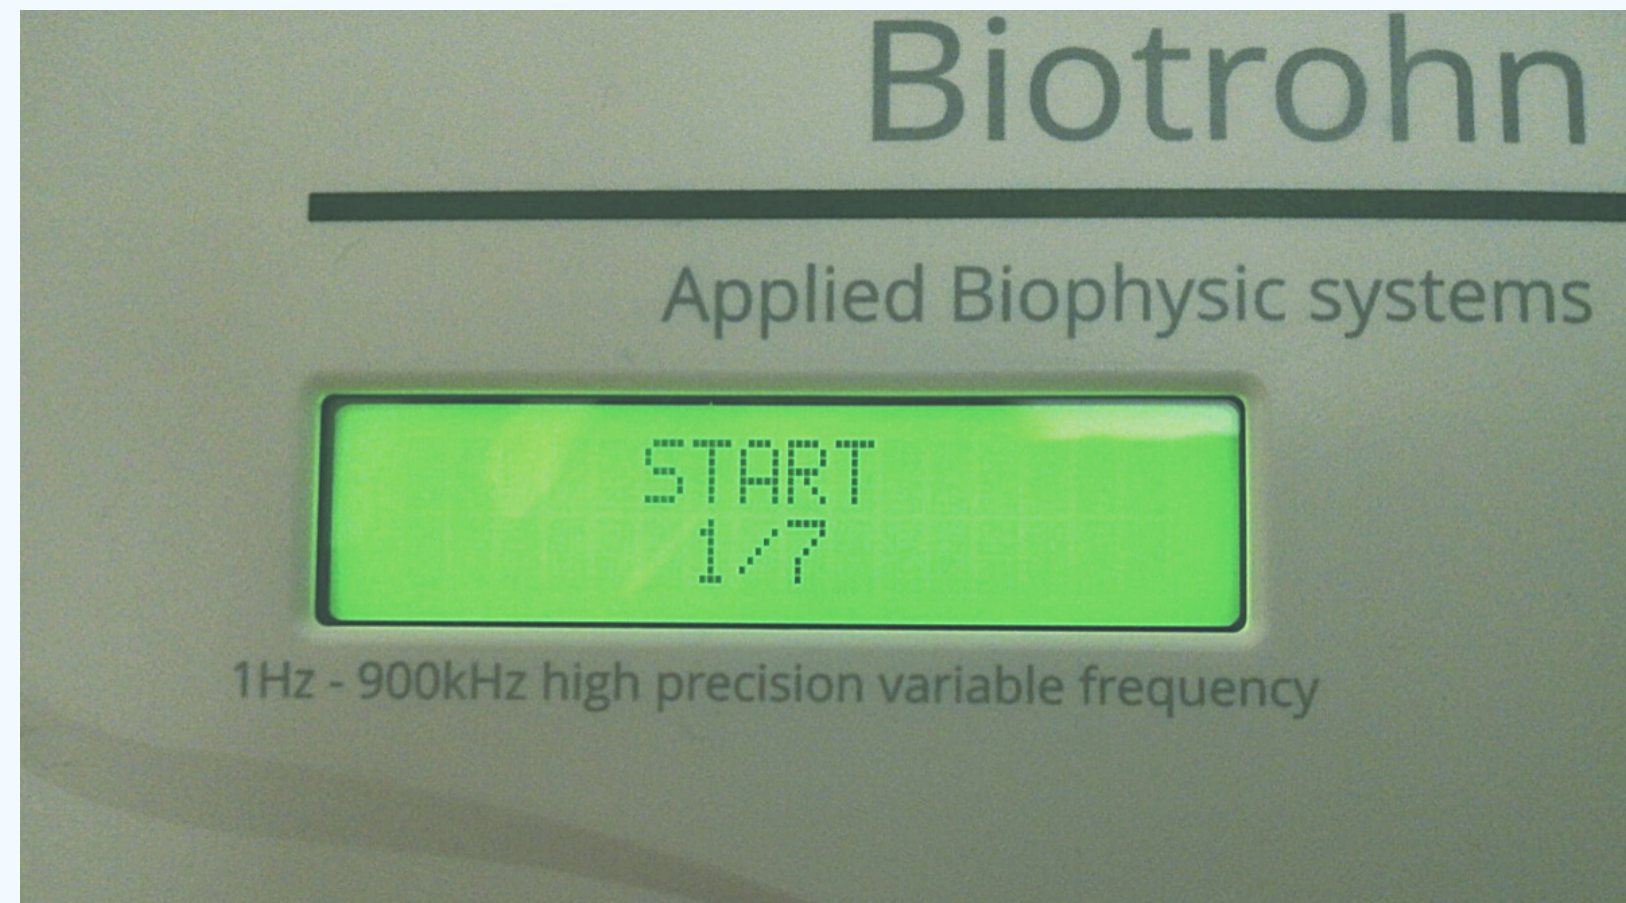 Biotrohn
Applied Biophysic systems
START
1/7
1Hz - 900kHz high precision variable frequency